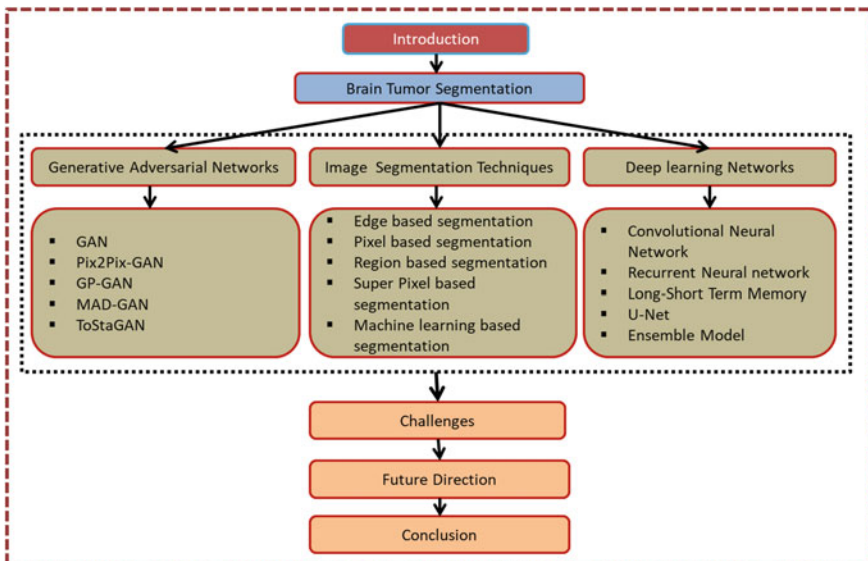 Introduction
Brain Tumor Segmentation
Generative Adversarial Networks
Image Segmentation Techniques
Deep learning Networks
▪ GAN
▪ Pix2Pix-GAN
▪ GP-GAN
▪ MAD-GAN
▪ ToStaGAN
▪ Edge based segmentation
▪ Pixel based segmentation
▪ Region based segmentation
▪ Super Pixel based
segmentation
▪ Machine learning based
segmentation
▪ Convolutional Neural
Network
▪ Recurrent Neural network
▪ Long-Short Term Memory
▪ U-Net
▪ Ensemble Model
Challenges
Future Direction
Conclusion